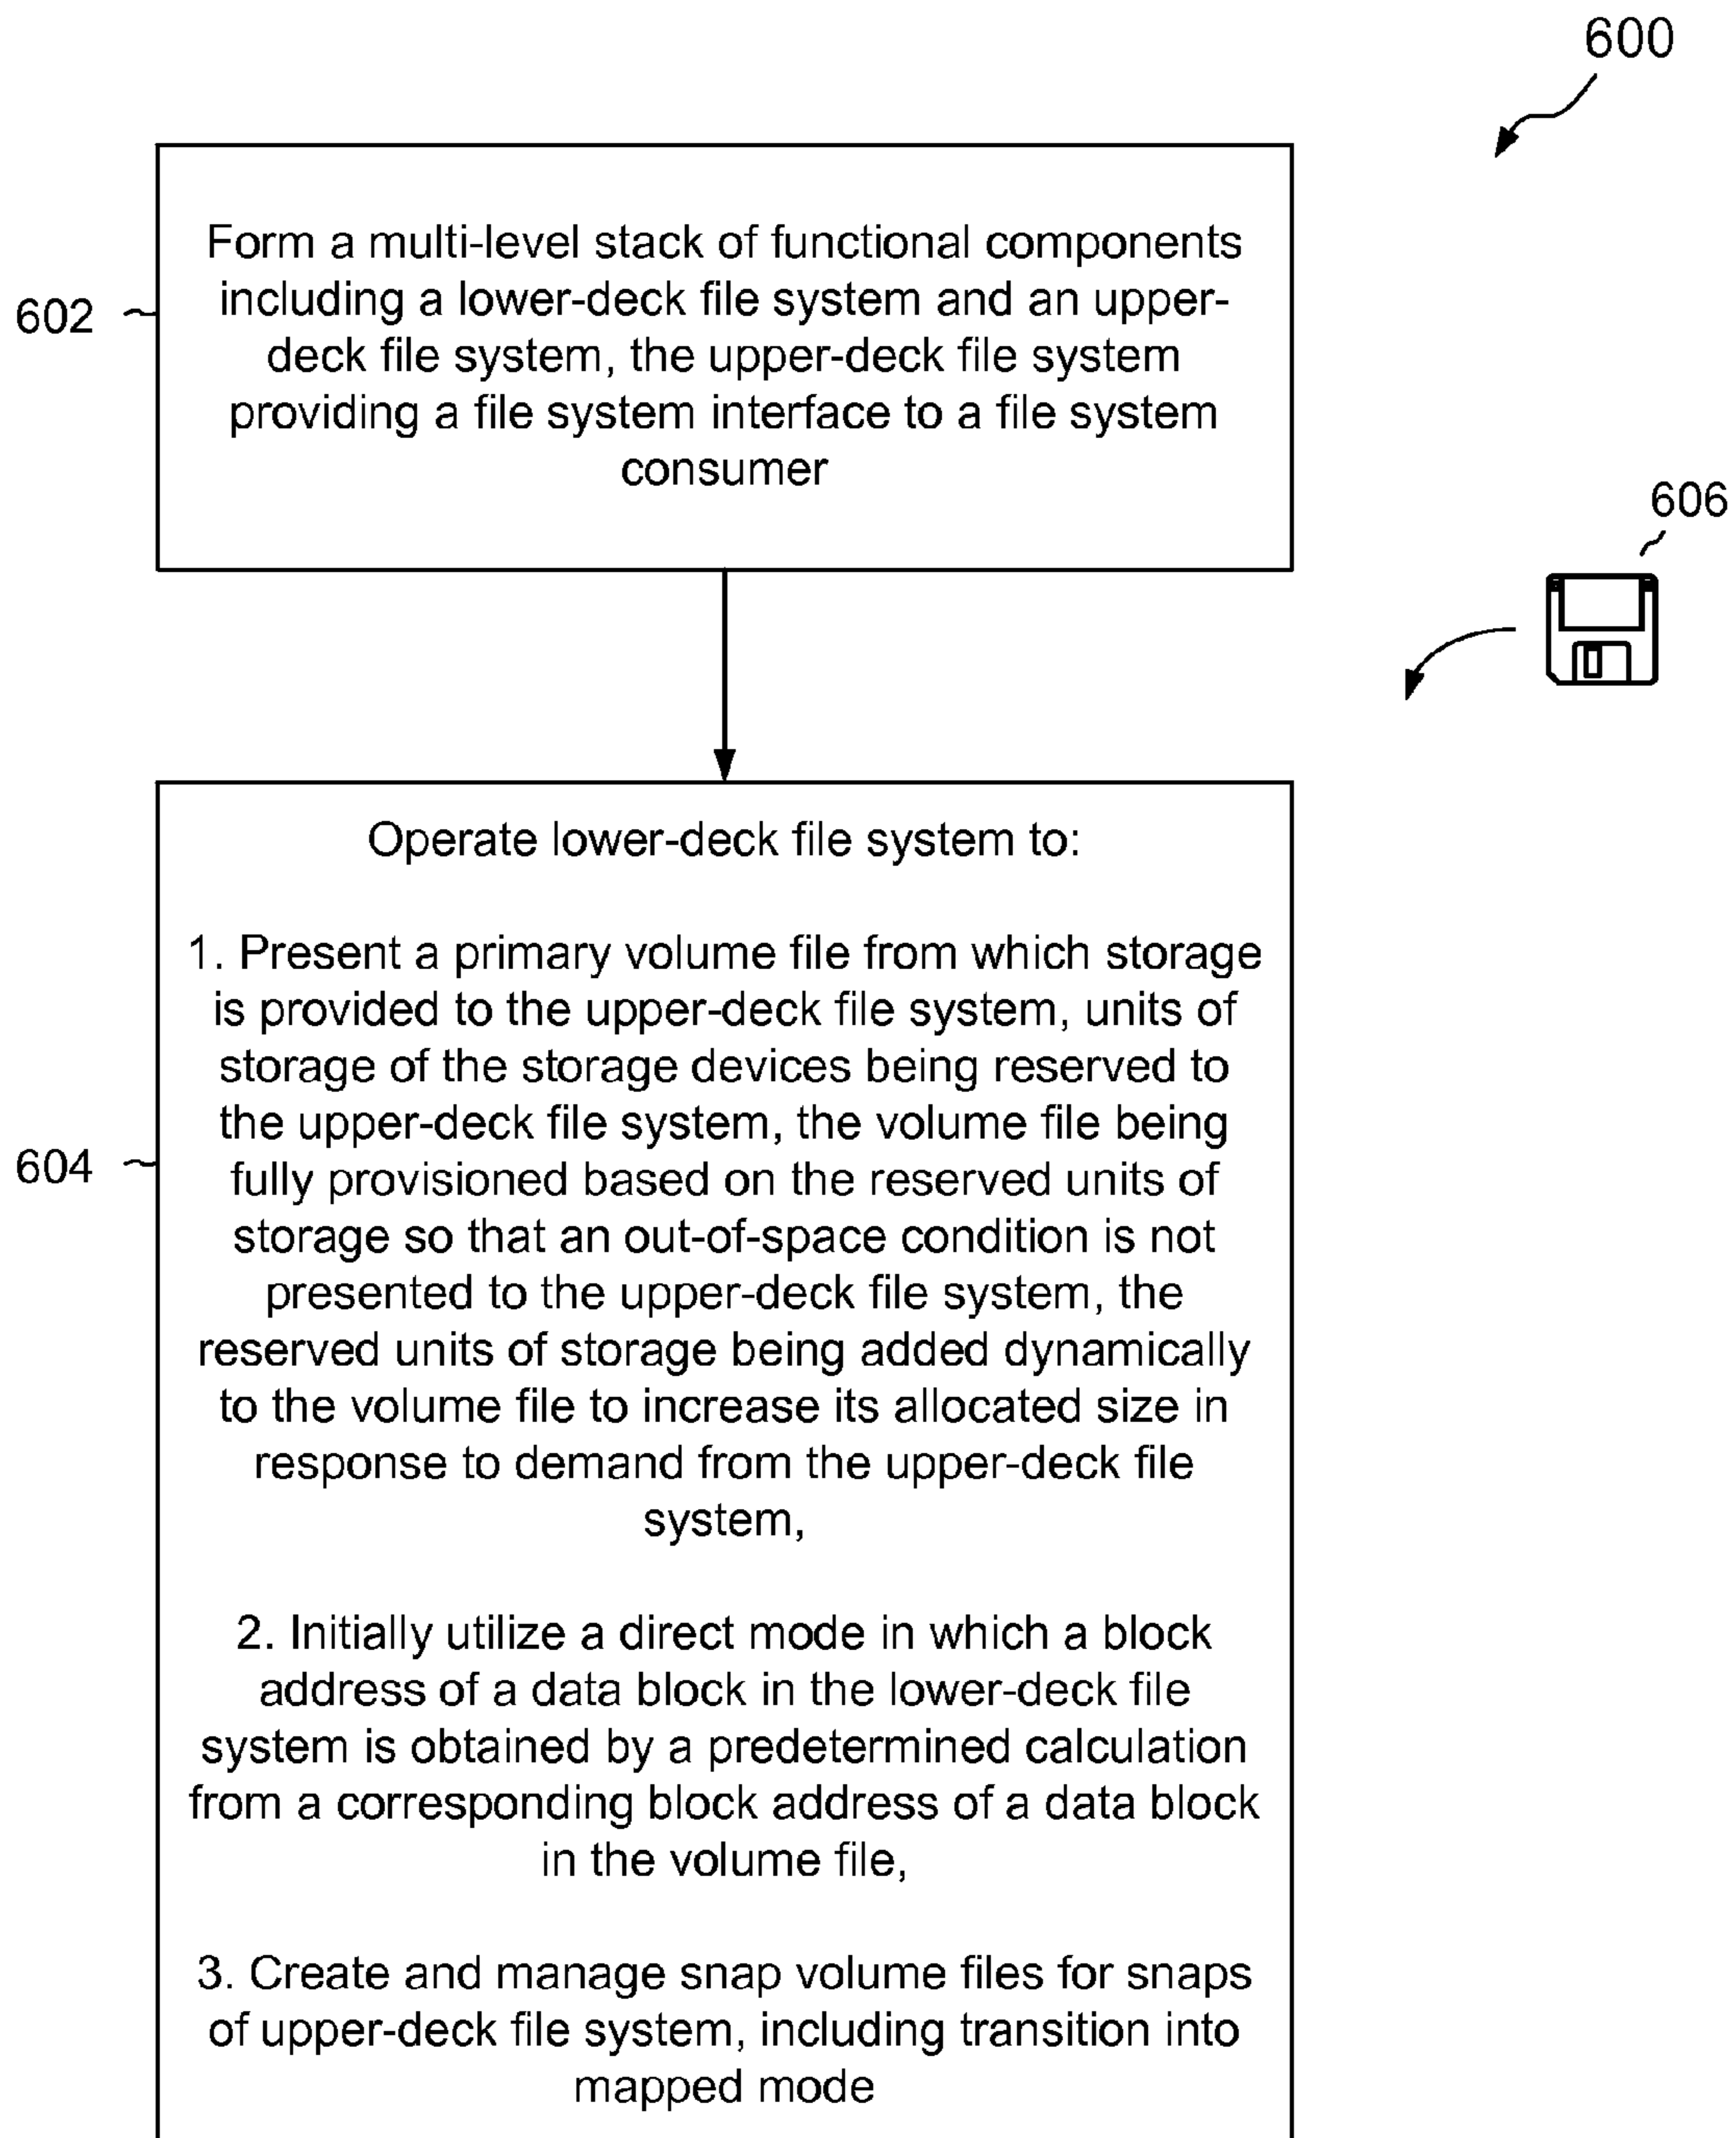 600
602
Form a multi-level stack of functional components
including a lower-deck file system and an upper-
deck file system, the upper-deck file system
providing a file system interface to a file system
consumer
606
604
Operate lower-deck file system to:
1. Present a primary volume file from which storage
is provided to the upper-deck file system, units of
storage of the storage devices being reserved to
the upper-deck file system, the volume file being
fully provisioned based on the reserved units of
storage so that an out-of-space condition is not
presented to the upper-deck file system, the
reserved units of storage being added dynamically
to the volume file to increase its allocated size in
response to demand from the upper-deck file
system,
2. Initially utilize a direct mode in which a block
address of a data block in the lower-deck file
system is obtained by a predetermined calculation
from a corresponding block address of a data block
in the volume file,
3. Create and manage snap volume files for snaps
of upper-deck file system, including transition into
mapped mode